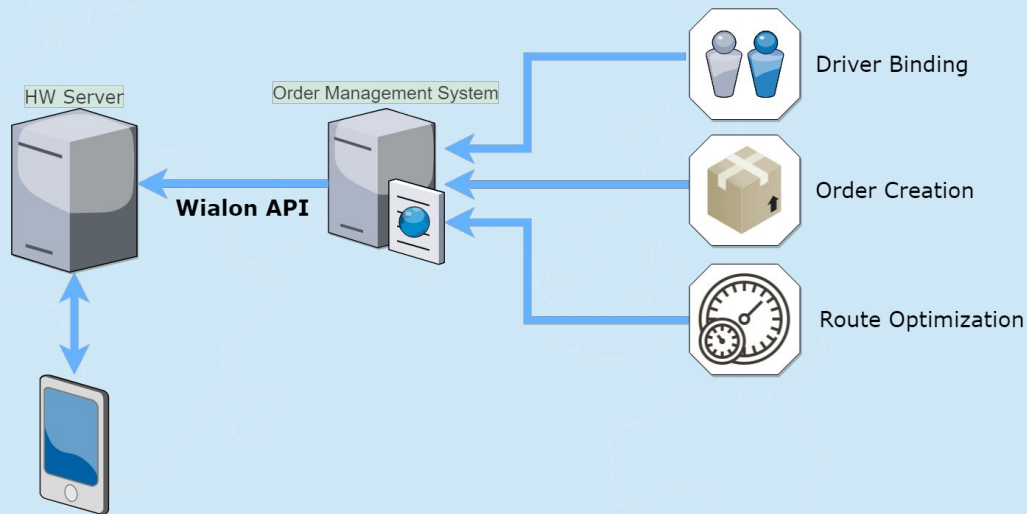 HW Server
Order Management System
Wialon API
Driver Binding
Order Creation
Route Optimization